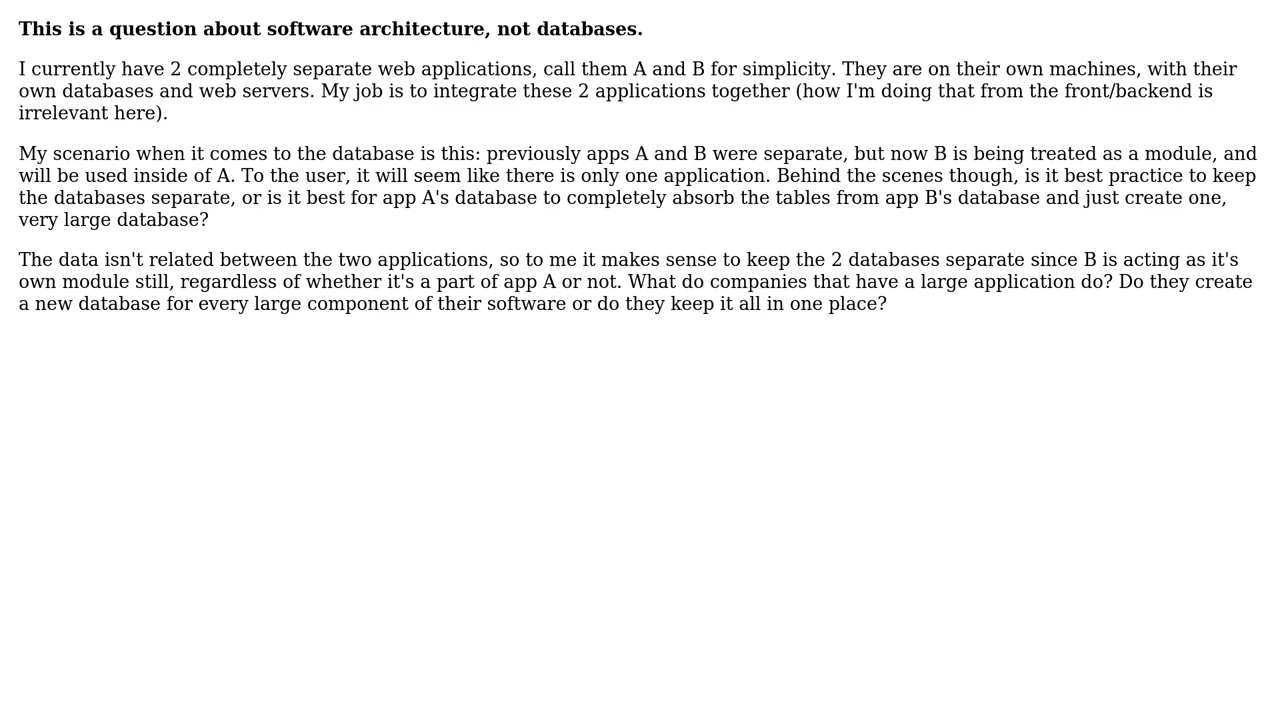 This is a question about software architecture, not databases.
I currently have 2 completely separate web applications, call them A and B for simplicity. They are on their own machines, with their
own databases and web servers. My job is to integrate these 2 applications together (how I'm doing that from the front/backend is
irrelevant here).
My scenario when it comes to the database is this: previously apps A and B were separate, but now B is being treated as a module, and
will be used inside of A. To the user, it will seem like there is only one application. Behind the scenes though, is it best practice to keep
the databases separate, or is it best for app A's database to completely absorb the tables from app B's database and just create one,
very large database?
The data isn't related between the two applications, so to me it makes sense to keep the 2 databases separate since B is acting as it's
own module still, regardless of whether it's a part of app A or not. What do companies that have a large application do? Do they create
a new database for every large component of their software or do they keep it all in one place?